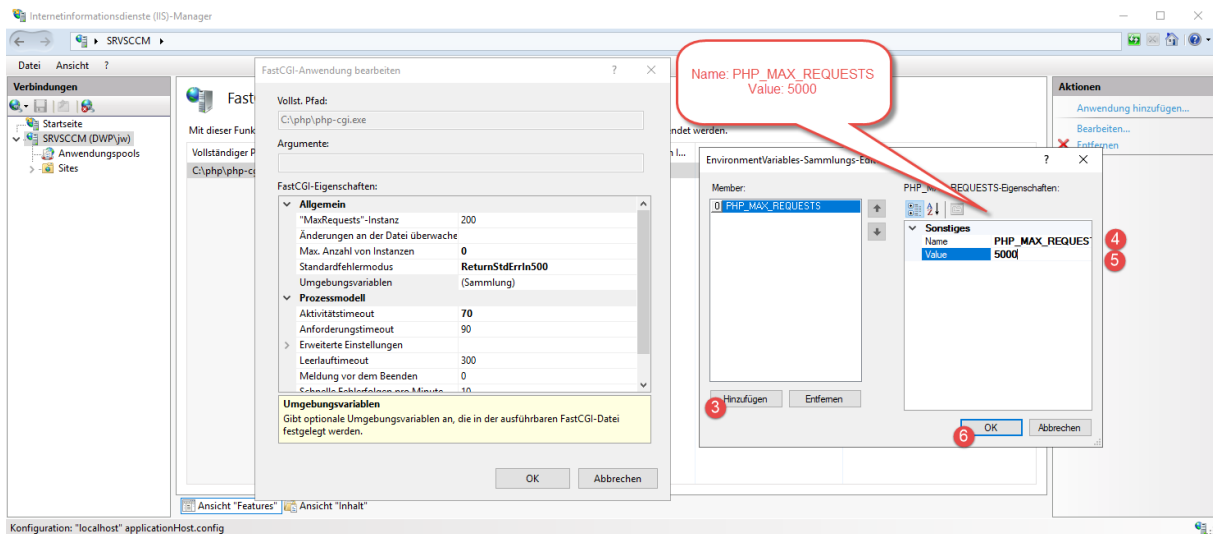 Internetinformationsdienste (IIS)-Manager
SRVSCCM
Datei Ansicht ?
Verbindungen
Startseite
SRVSCCM (DWP\jw)
Anwendungspools
Sites
Mit dieser Funk
ndet werden.
Vollständiger P
C:\php\php-c
FastCGI-Anwendung bearbeiten
Vollst. Pfad:
C:\php\php-cgi.exe
Argumente:
FastCGI-Eigenschaften:
Allgemein
"MaxRequests"-Instanz 200
Änderungen an der Datei überwache
Max. Anzahl von Instanzen 0
Standardfehlermodus ReturnStdErrIn500
Umgebungsvariablen (Sammlung)
Prozessmodell
Aktivitätstimeout 70
Anforderungstimeout 90
Erweiterte Einstellungen
Leerlauftimeout 300
Meldung vor dem Beenden 0
Schnelle Fehlerfolgen pro Minute 10
Umgebungsvariablen
Gibt optionale Umgebungsvariablen an, die in der ausführbaren FastCGI-Datei
festgelegt werden.
OK Abbrechen
Name: PHP_MAX_REQUESTS
Value: 5000
EnvironmentVariables-Sammlungs-Edi
Member:
0 PHP_MAX_REQUESTS
REQUESTS-Eigenschaften:
Sonstiges
Name PHP_MAX_REQUES
4
Value 5000
5
Hinzufügen Entfernen
3
OK Abbrechen
6
Aktionen
Anwendung hinzufügen...
Bearbeiten...
Entfernen
Ansicht "Features" Ansicht "Inhalt"
Konfiguration: "localhost" applicationHost.config